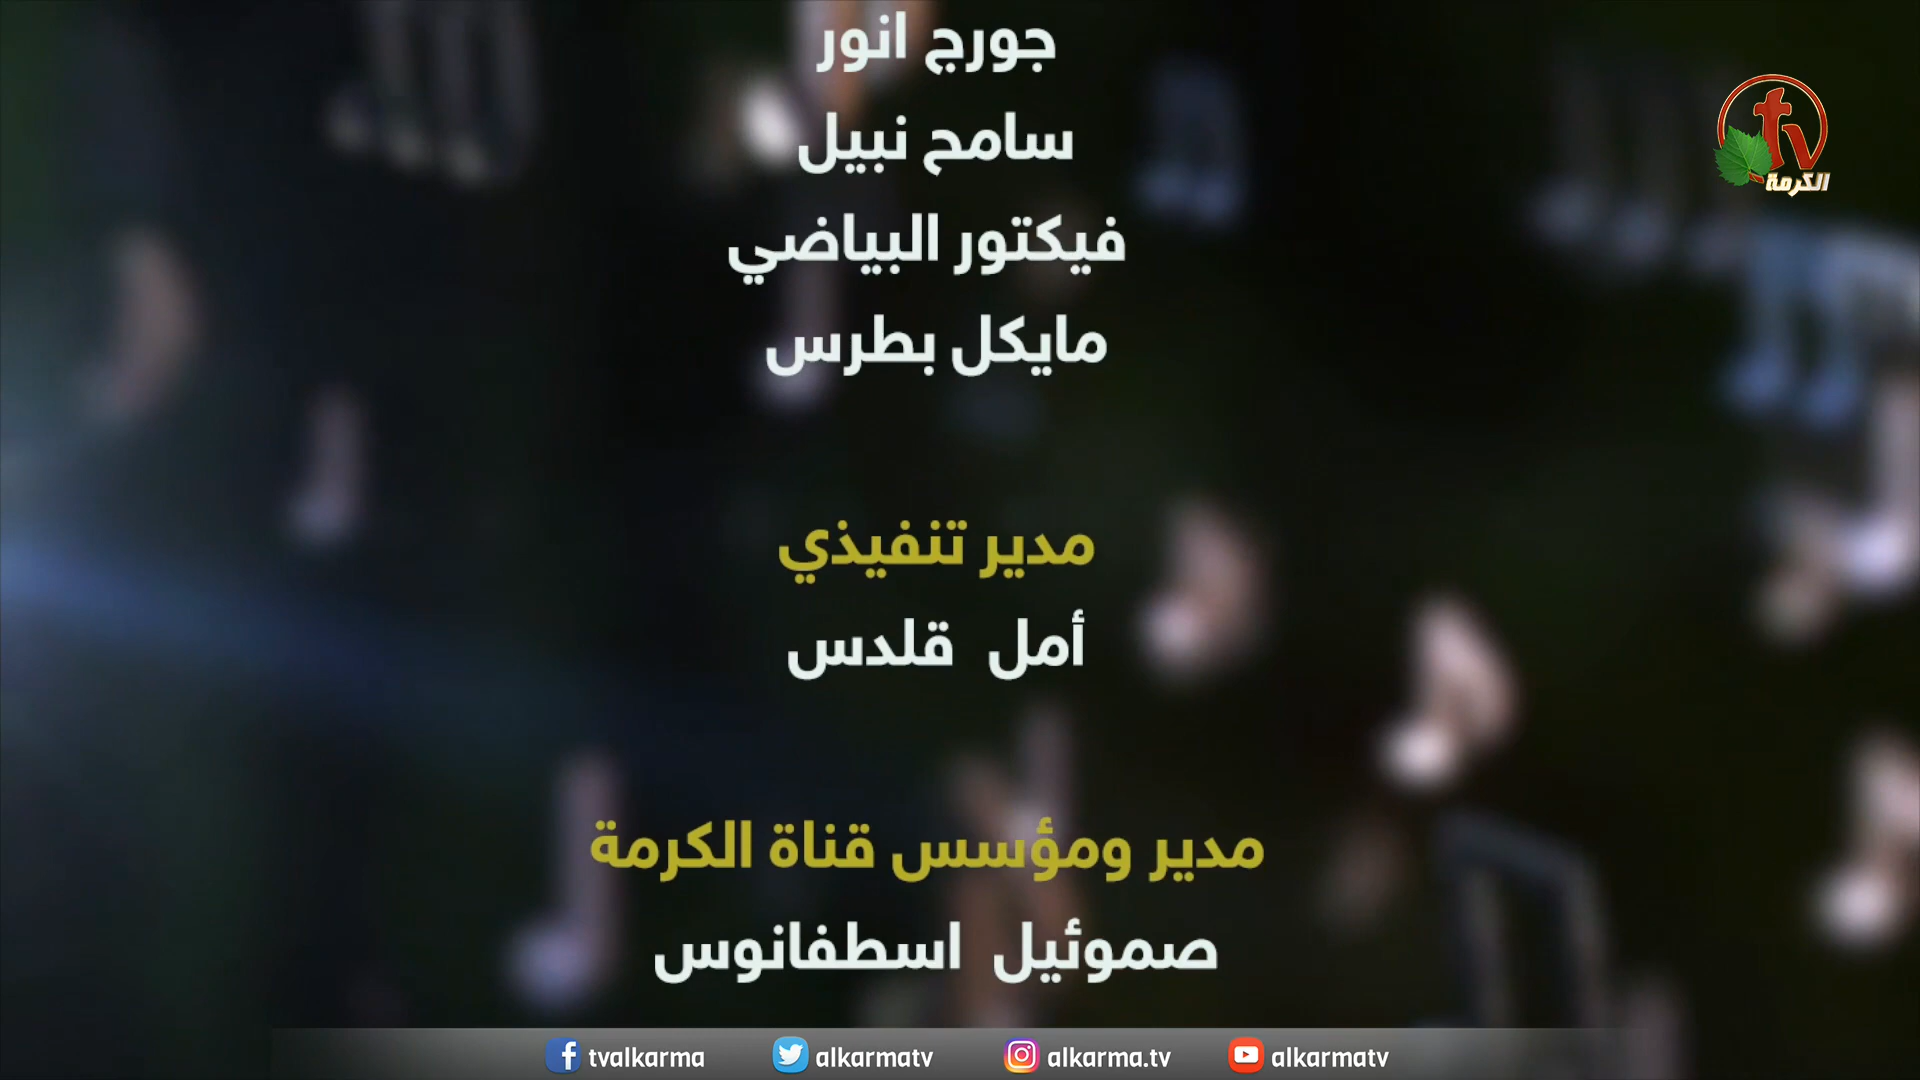 جورج انور
سامح نبيل
فيكتور البياضي
مايكل بطرس
مدير تنفيذي
أمل قلدس
مدير ومؤسس قناة الكرمة
صموئيل اسطفانوس
tv
الكرمة
tvalkarma
alkarmatv
alkarma.tv
alkarmatv